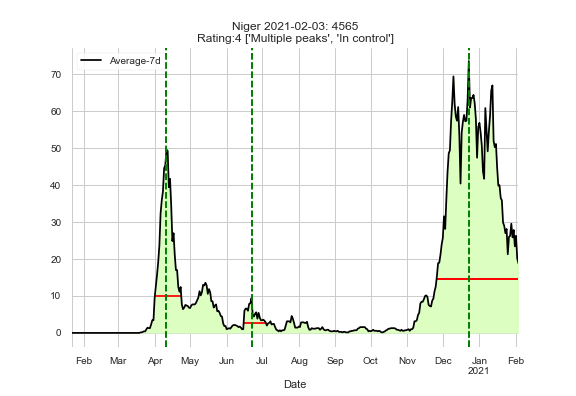 Niger 2021-02-03: 4565
Rating:4 ['Multiple peaks', 'In control']
Average-7d
70
60
50
40
30
20
10
0
Feb Mar Apr May Jun Jul Aug Sep Oct Nov Dec Jan Feb
2021
Date